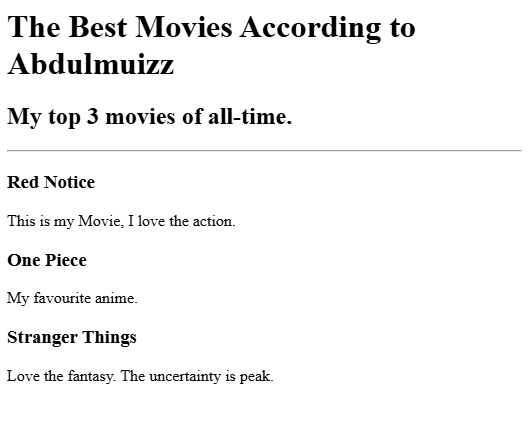 The Best Movies According to
Abdulmuizz
My top 3 movies of all-time.
Red Notice
This is my Movie, I love the action.
One Piece
My favourite anime.
Stranger Things
Love the fantasy. The uncertainty is peak.